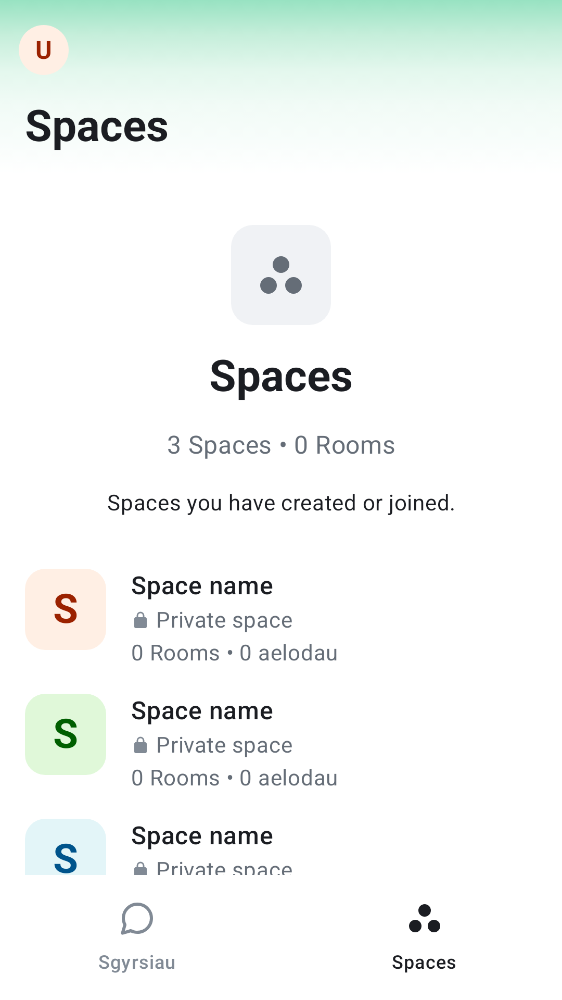 U
Spaces
Spaces
3 Spaces • 0 Rooms
Spaces you have created or joined.
S
Space name
Private space
0 Rooms • 0 aelodau
S
Space name
Private space
0 Rooms • 0 aelodau
S
Space name
Private space
Sgyrsiau
Spaces